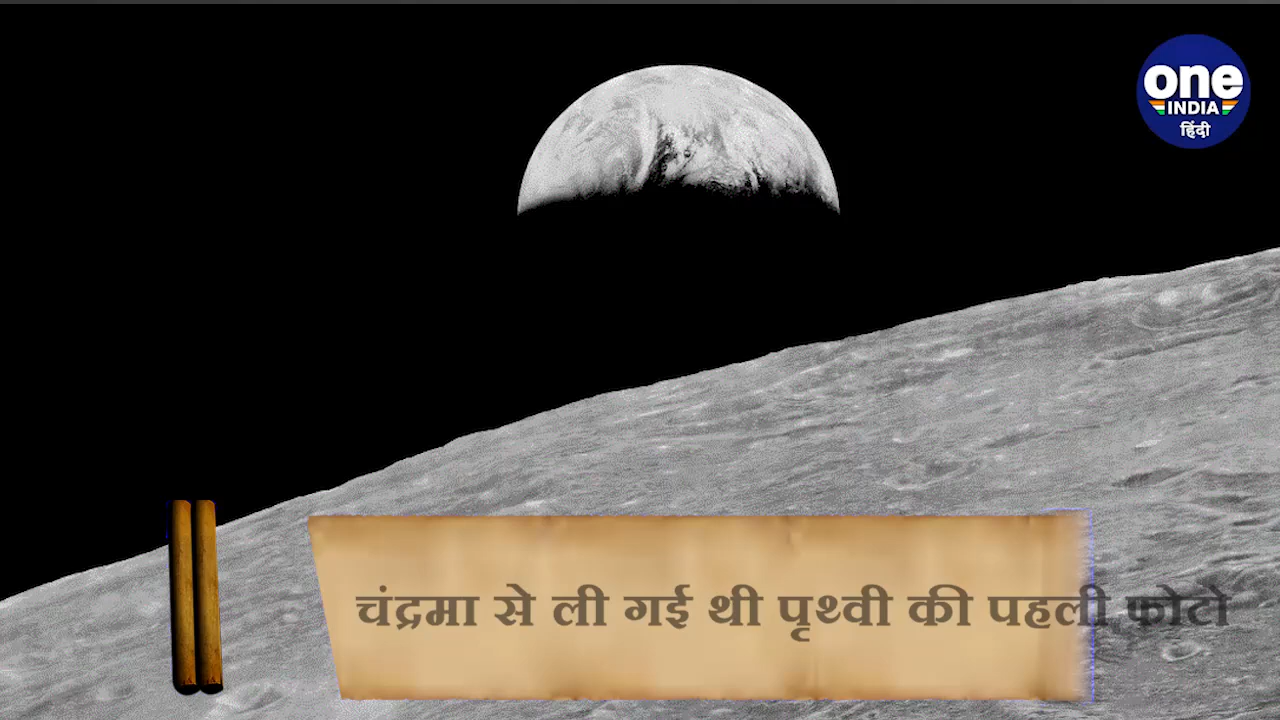 one
INDIA
हिंदी
चंद्रमा से ली गई थी पृथ्वी की पहली फोटो